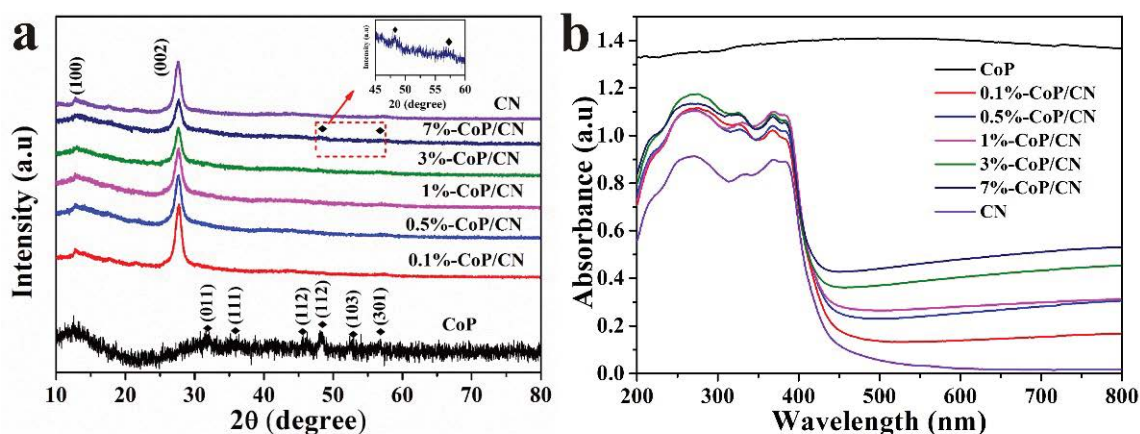 a
Intensity (a.u)
(100)
(002)
Intensity (a.u)
45 48 51 54 57 60
2θ (degree)
CN
7%-CoP/CN
3%-CoP/CN
1%-CoP/CN
0.5%-CoP/CN
0.1%-CoP/CN
CoP
(011)
(111)
(112)
(112)
(103)
(301)
10 20 30 40 50 60 70 80
2θ (degree)
b
Absorbance (a.u)
1.4
1.2
1.0
0.8
0.6
0.4
0.2
0.0
CoP
0.1%-CoP/CN
0.5%-CoP/CN
1%-CoP/CN
3%-CoP/CN
7%-CoP/CN
CN
200 300 400 500 600 700 800
Wavelength (nm)